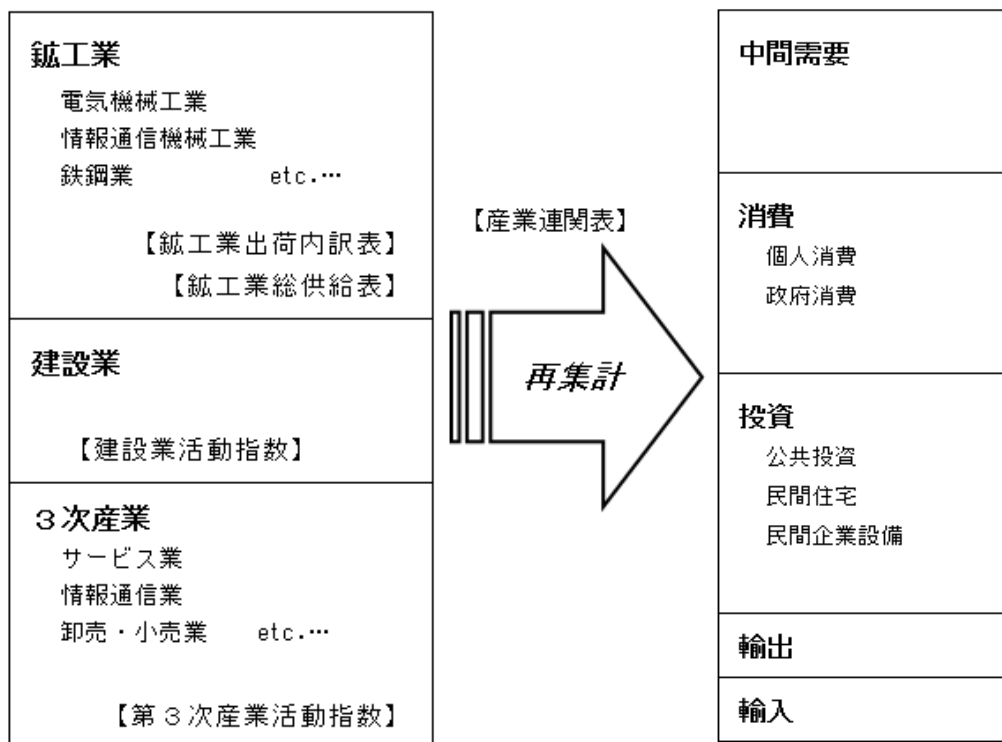 鉱工業
電気機械工業
情報通信機械工業
鉄鋼業 etc.…
【鉱工業出荷内訳表】
【鉱工業総供給表】
建設業
【建設業活動指数】
３次産業
サービス業
情報通信業
卸売・小売業 etc.…
【第３次産業活動指数】
【産業連関表】
再集計
中間需要
消費
個人消費
政府消費
投資
公共投資
民間住宅
民間企業設備
輸出
輸入